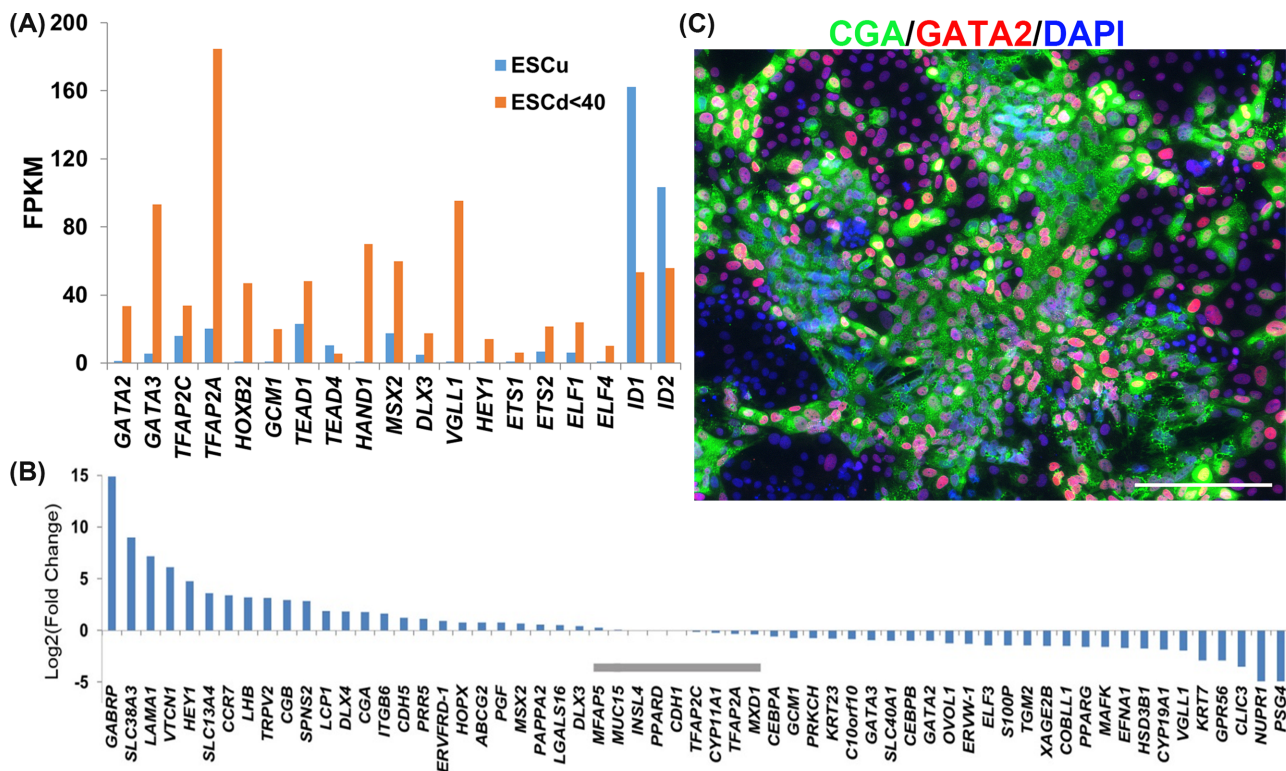 (A)
200
160
120
80
40
0
FPKM
ESCu
ESCd<40
GATA2
GATA3
TFAP2C
TFAP2A
HOXB2
GCM1
TEAD1
TEAD4
HAND1
MSX2
DLX3
VGLL1
HEY1
ETS1
ETS2
ELF1
ELF4
ID1
ID2
(C)
CGA/GATA2/DAPI
(B)
15
10
5
0
-5
Log2(Fold Change)
GABRP
SLC38A3
LAMA1
VTCN1
HEY1
SLC13A4
CCR7
LHB
TRPV2
CGB
SPNS2
LCP1
DLX4
CGA
ITGB6
CDH5
PRR5
ERVFRD-1
HOPX
ABCG2
PGF
MSX2
PAPPA2
LGALS16
DLX3
MFAP5
MUC15
INSL4
PPARD
CDH1
TFAP2C
CYP11A1
TFAP2A
MXD1
CEBPA
GCM1
PRKCH
KRT23
C10orf10
GATA3
SLC40A1
CEBPB
GATA2
OVOL1
ERVW-1
ELF3
S100P
TGM2
XAGE2B
COBLL1
PPARG
MAFK
EFNA1
HSD3B1
CYP19A1
VGLL1
KRT7
GPR56
CLIC3
NUPR1
PSG4